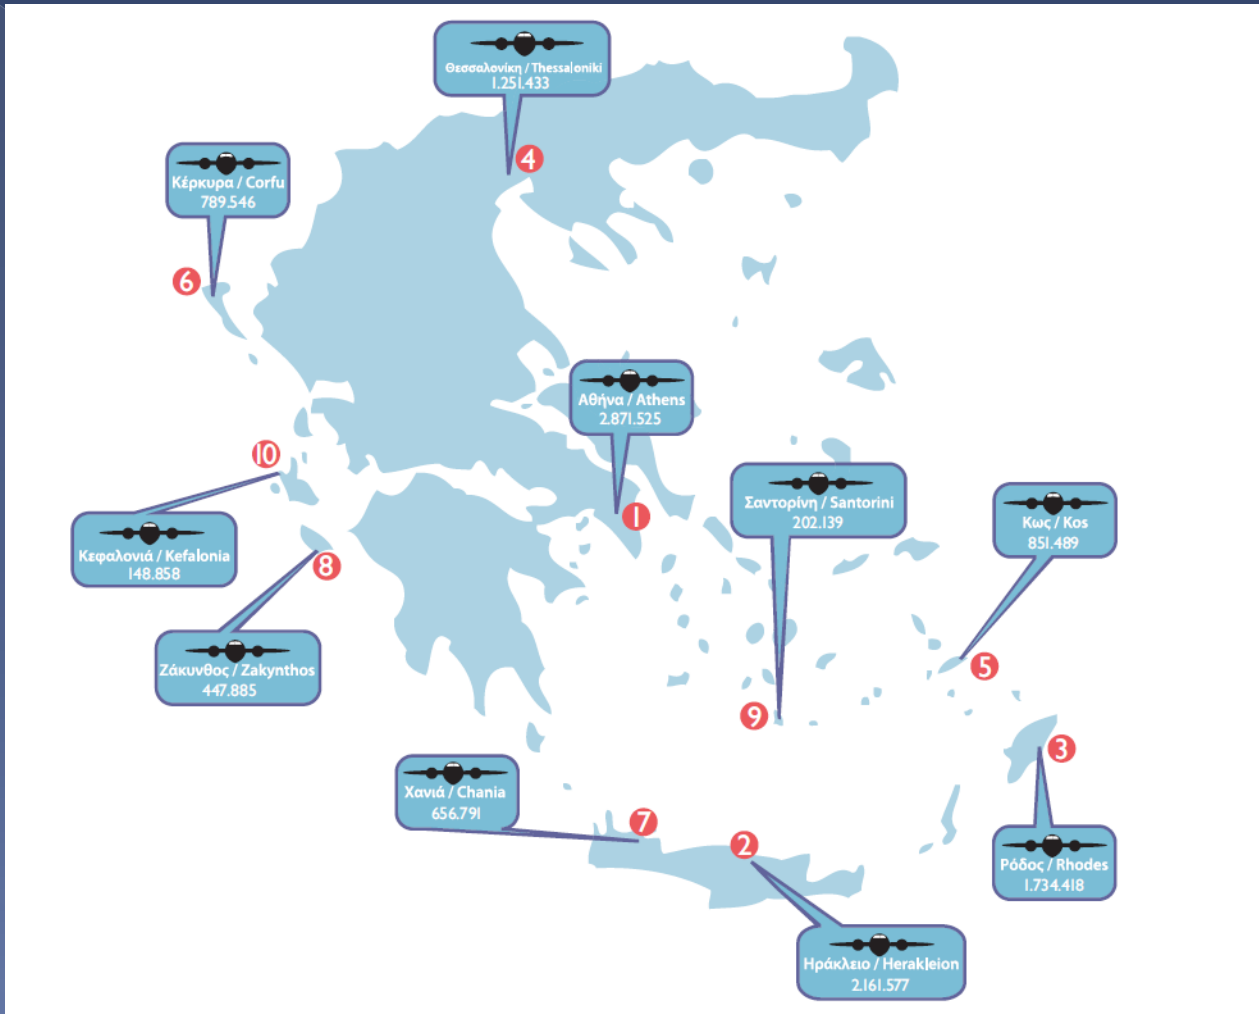 Θεσσαλονίκη / Thessaloniki
1.251.433
4
Κέρκυρα / Corfu
789.546
6
Αθήνα / Athens
2.871.525
1
10
Κεφαλονιά / Kefalonia
148.858
8
Ζάκυνθος / Zakynthos
447.885
Σαντορίνη / Santorini
202.139
9
Κως / Kos
851.489
5
3
Ρόδος / Rhodes
1.734.418
Χανιά / Chania
656.791
7
2
Ηράκλειο / Herakleion
2.161.577